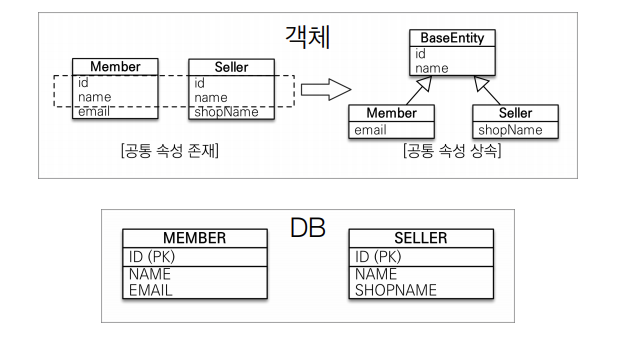 객체
Member
id
name
email
Seller
id
name
shopName
[공통 속성 존재]
BaseEntity
id
name
Member
email
Seller
shopName
[공통 속성 상속]
DB
MEMBER
ID (PK)
NAME
EMAIL
SELLER
ID (PK)
NAME
SHOPNAME